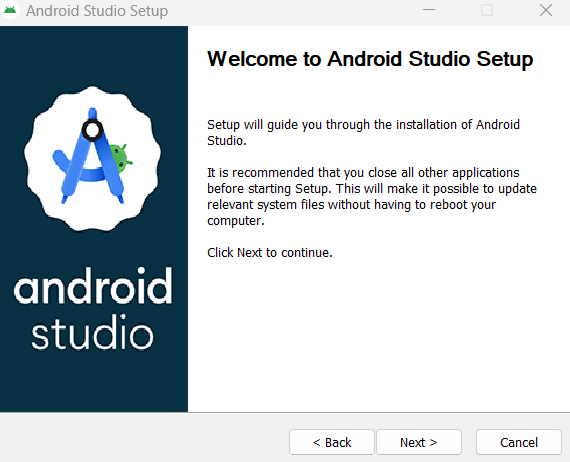 Android Studio Setup
Welcome to Android Studio Setup
Setup will guide you through the installation of Android
Studio.
It is recommended that you close all other applications
before starting Setup. This will make it possible to update
relevant system files without having to reboot your
computer.
Click Next to continue.
android
studio
< Back
Next >
Cancel